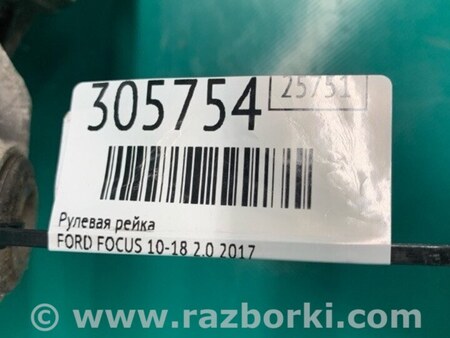 305754
25751
Рулевая рейка
FORD FOCUS 10-18 2.0 2017
© www.razborki.com